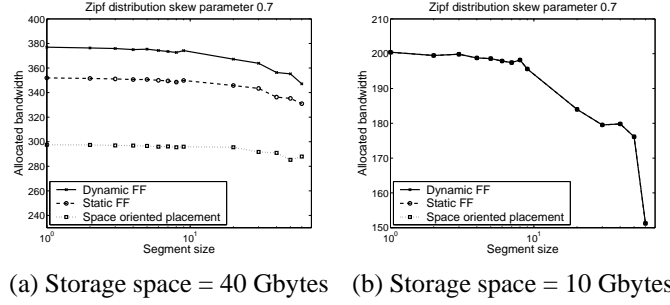 Zipf distribution skew parameter 0.7
400
380
360
340
320
300
280
260
240
Allocated bandwidth
Dynamic FF
Static FF
Space oriented placement
10^0
10^1
Segment size
(a) Storage space = 40 Gbytes
Zipf distribution skew parameter 0.7
210
200
190
180
170
160
150
Allocated bandwidth
Dynamic FF
Static FF
Space oriented placement
10^0
10^1
Segment size
(b) Storage space = 10 Gbytes